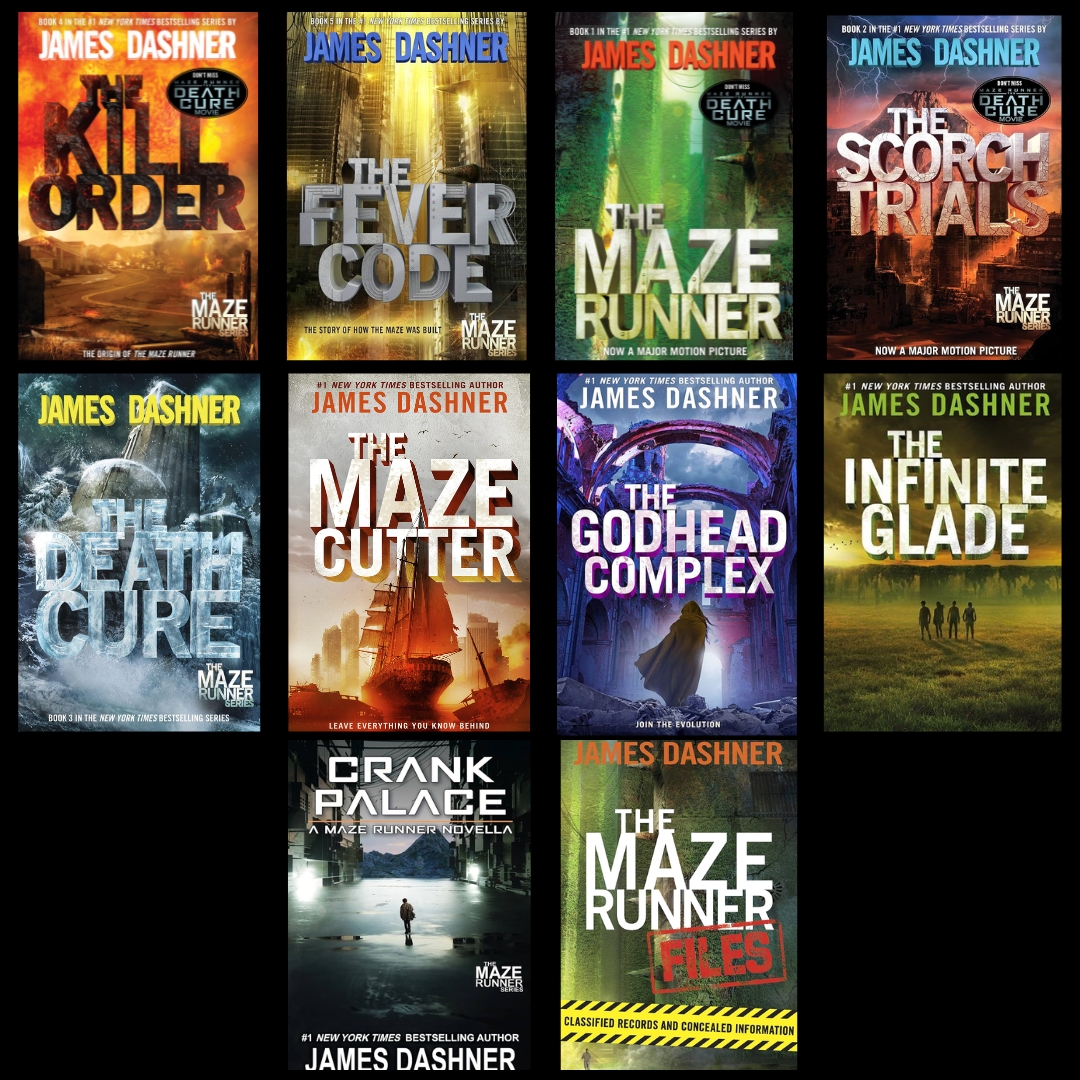 BOOK 4 IN THE #1 NEW YORK TIMES BESTSELLING SERIES BY
JAMES DASHNER
DON'T MISS
MAZE RUNNER
DEATH
CURE
MOVIE
THE
KILL
ORDER
THE
MAZE
RUNNER
SERIES
THE ORIGIN OF THE MAZE RUNNER
BOOK 5 IN THE #1 NEW YORK TIMES BESTSELLING SERIES BY
JAMES DASHNER
THE
FEVER
CODE
THE STORY OF HOW THE MAZE WAS BUILT
THE
MAZE
RUNNER
SERIES
BOOK 1 IN THE #1 NEW YORK TIMES BESTSELLING SERIES BY
JAMES DASHNER
DON'T MISS
MAZE RUNNER
DEATH
CURE
MOVIE
THE
MAZE
RUNNER
NOW A MAJOR MOTION PICTURE
BOOK 2 IN THE #1 NEW YORK TIMES BESTSELLING SERIES BY
JAMES DASHNER
DON'T MISS
MAZE RUNNER
DEATH
CURE
MOVIE
THE
SCORCH
TRIALS
THE
MAZE
RUNNER
SERIES
NOW A MAJOR MOTION PICTURE
JAMES DASHNER
THE
DEATH
CURE
THE
MAZE
RUNNER
SERIES
BOOK 3 IN THE NEW YORK TIMES BESTSELLING SERIES
#1 NEW YORK TIMES BESTSELLING AUTHOR
JAMES DASHNER
THE
MAZE
CUTTER
LEAVE EVERYTHING YOU KNOW BEHIND
#1 NEW YORK TIMES BESTSELLING AUTHOR
JAMES DASHNER
THE
GODHEAD
COMPLEX
JOIN THE EVOLUTION
#1 NEW YORK TIMES BESTSELLING AUTHOR
JAMES DASHNER
THE
INFINITE
GLADE
CRANK
PALACE
A MAZE RUNNER NOVELLA
THE
MAZE
RUNNER
SERIES
#1 NEW YORK TIMES BESTSELLING AUTHOR
JAMES DASHNER
JAMES DASHNER
THE
MAZE
RUNNER
FILES
CLASSIFIED RECORDS AND CONCEALED INFORMATION